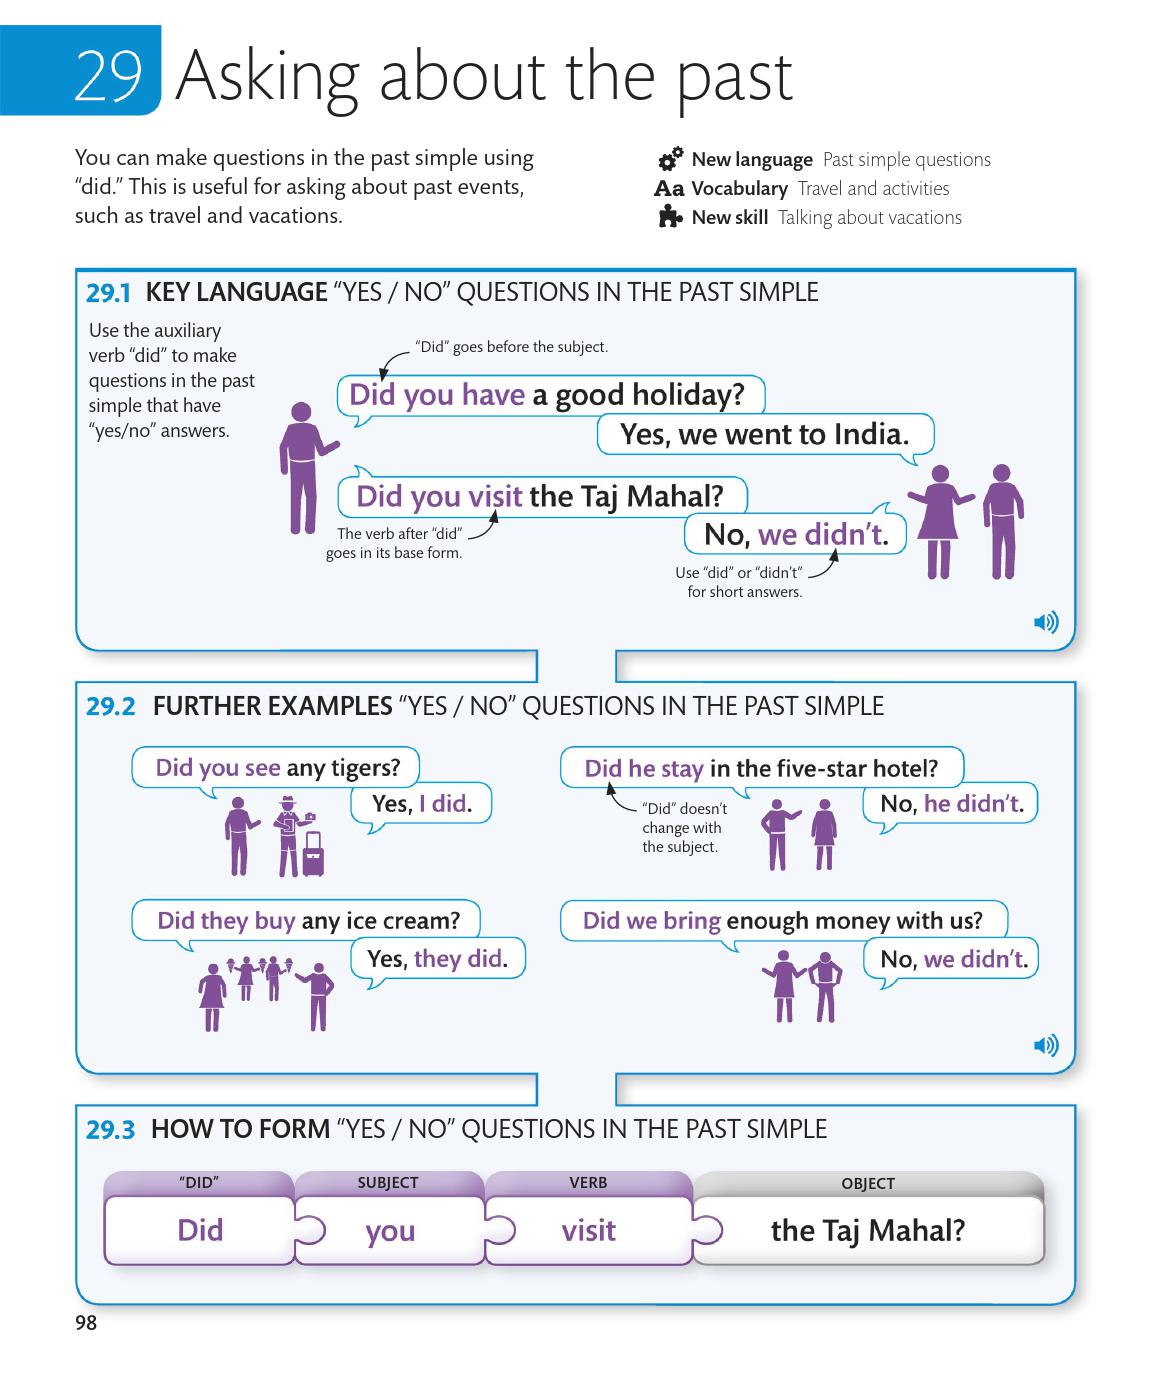 29 Asking about the past
You can make questions in the past simple using
“did.” This is useful for asking about past events,
such as travel and vacations.
New language Past simple questions
Aa Vocabulary Travel and activities
New skill Talking about vacations
29.1 KEY LANGUAGE “YES / NO” QUESTIONS IN THE PAST SIMPLE
Use the auxiliary
verb “did” to make
questions in the past
simple that have
“yes/no” answers.
“Did” goes before the subject.
Did you have a good holiday?
Yes, we went to India.
Did you visit the Taj Mahal?
The verb after “did”
goes in its base form.
No, we didn’t.
Use “did” or “didn’t”
for short answers.
29.2 FURTHER EXAMPLES “YES / NO” QUESTIONS IN THE PAST SIMPLE
Did you see any tigers?
Yes, I did.
Did he stay in the five-star hotel?
No, he didn’t.
“Did” doesn’t
change with
the subject.
Did they buy any ice cream?
Yes, they did.
Did we bring enough money with us?
No, we didn’t.
29.3 HOW TO FORM “YES / NO” QUESTIONS IN THE PAST SIMPLE
“DID” SUBJECT VERB OBJECT
Did you visit the Taj Mahal?
98